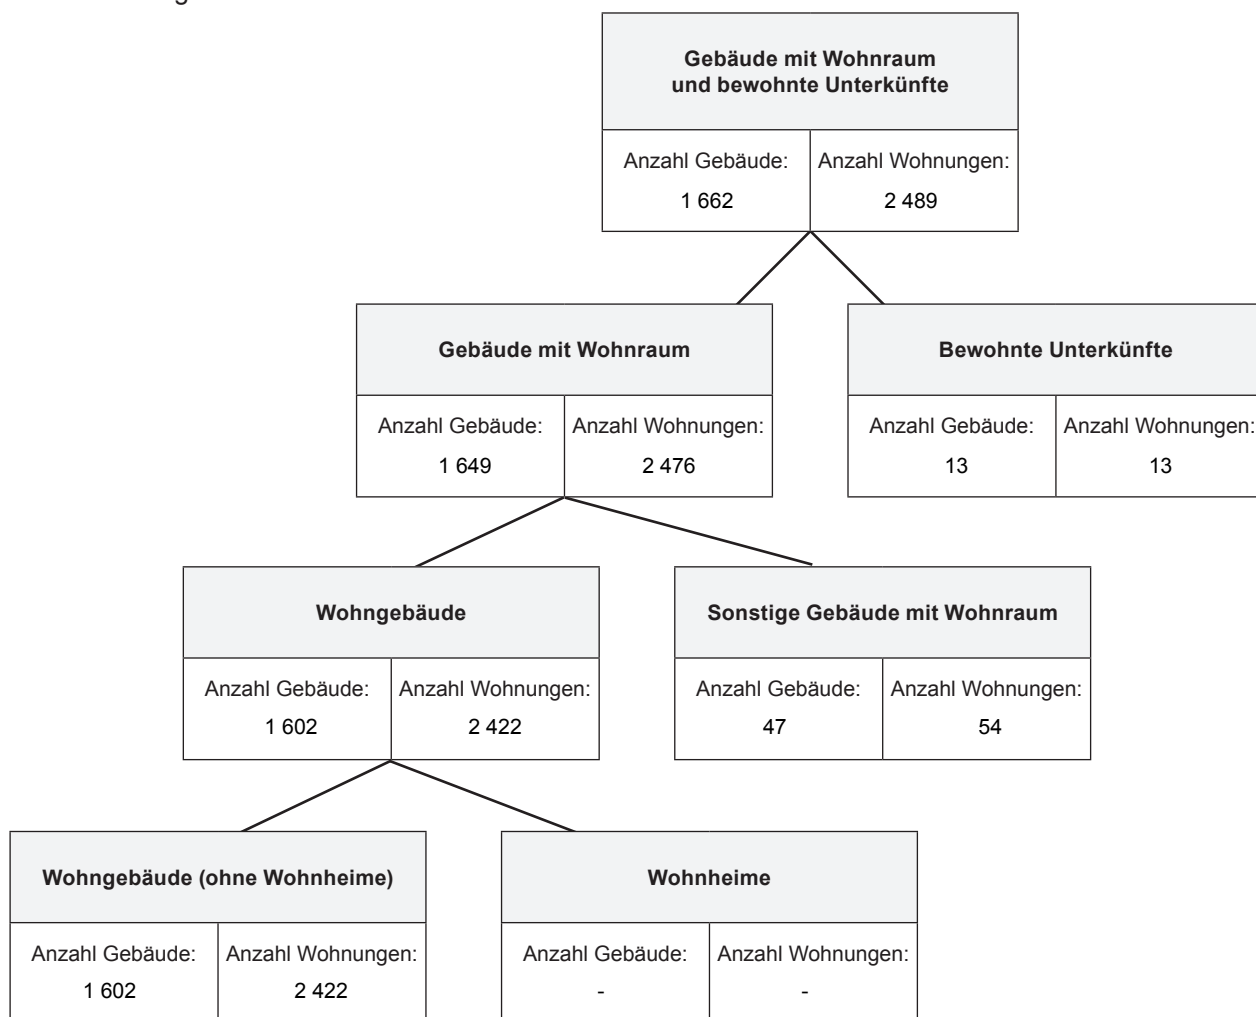 Gebäude mit Wohnraum
und bewohnte Unterkünfte
Anzahl Gebäude: Anzahl Wohnungen:
1 662 2 489
Gebäude mit Wohnraum Bewohnte Unterkünfte
Anzahl Gebäude: Anzahl Wohnungen: Anzahl Gebäude: Anzahl Wohnungen:
1 649 2 476 13 13
Wohngebäude Sonstige Gebäude mit Wohnraum
Anzahl Gebäude: Anzahl Wohnungen: Anzahl Gebäude: Anzahl Wohnungen:
1 602 2 422 47 54
Wohngebäude (ohne Wohnheime) Wohnheime
Anzahl Gebäude: Anzahl Wohnungen: Anzahl Gebäude: Anzahl Wohnungen:
1 602 2 422 - -